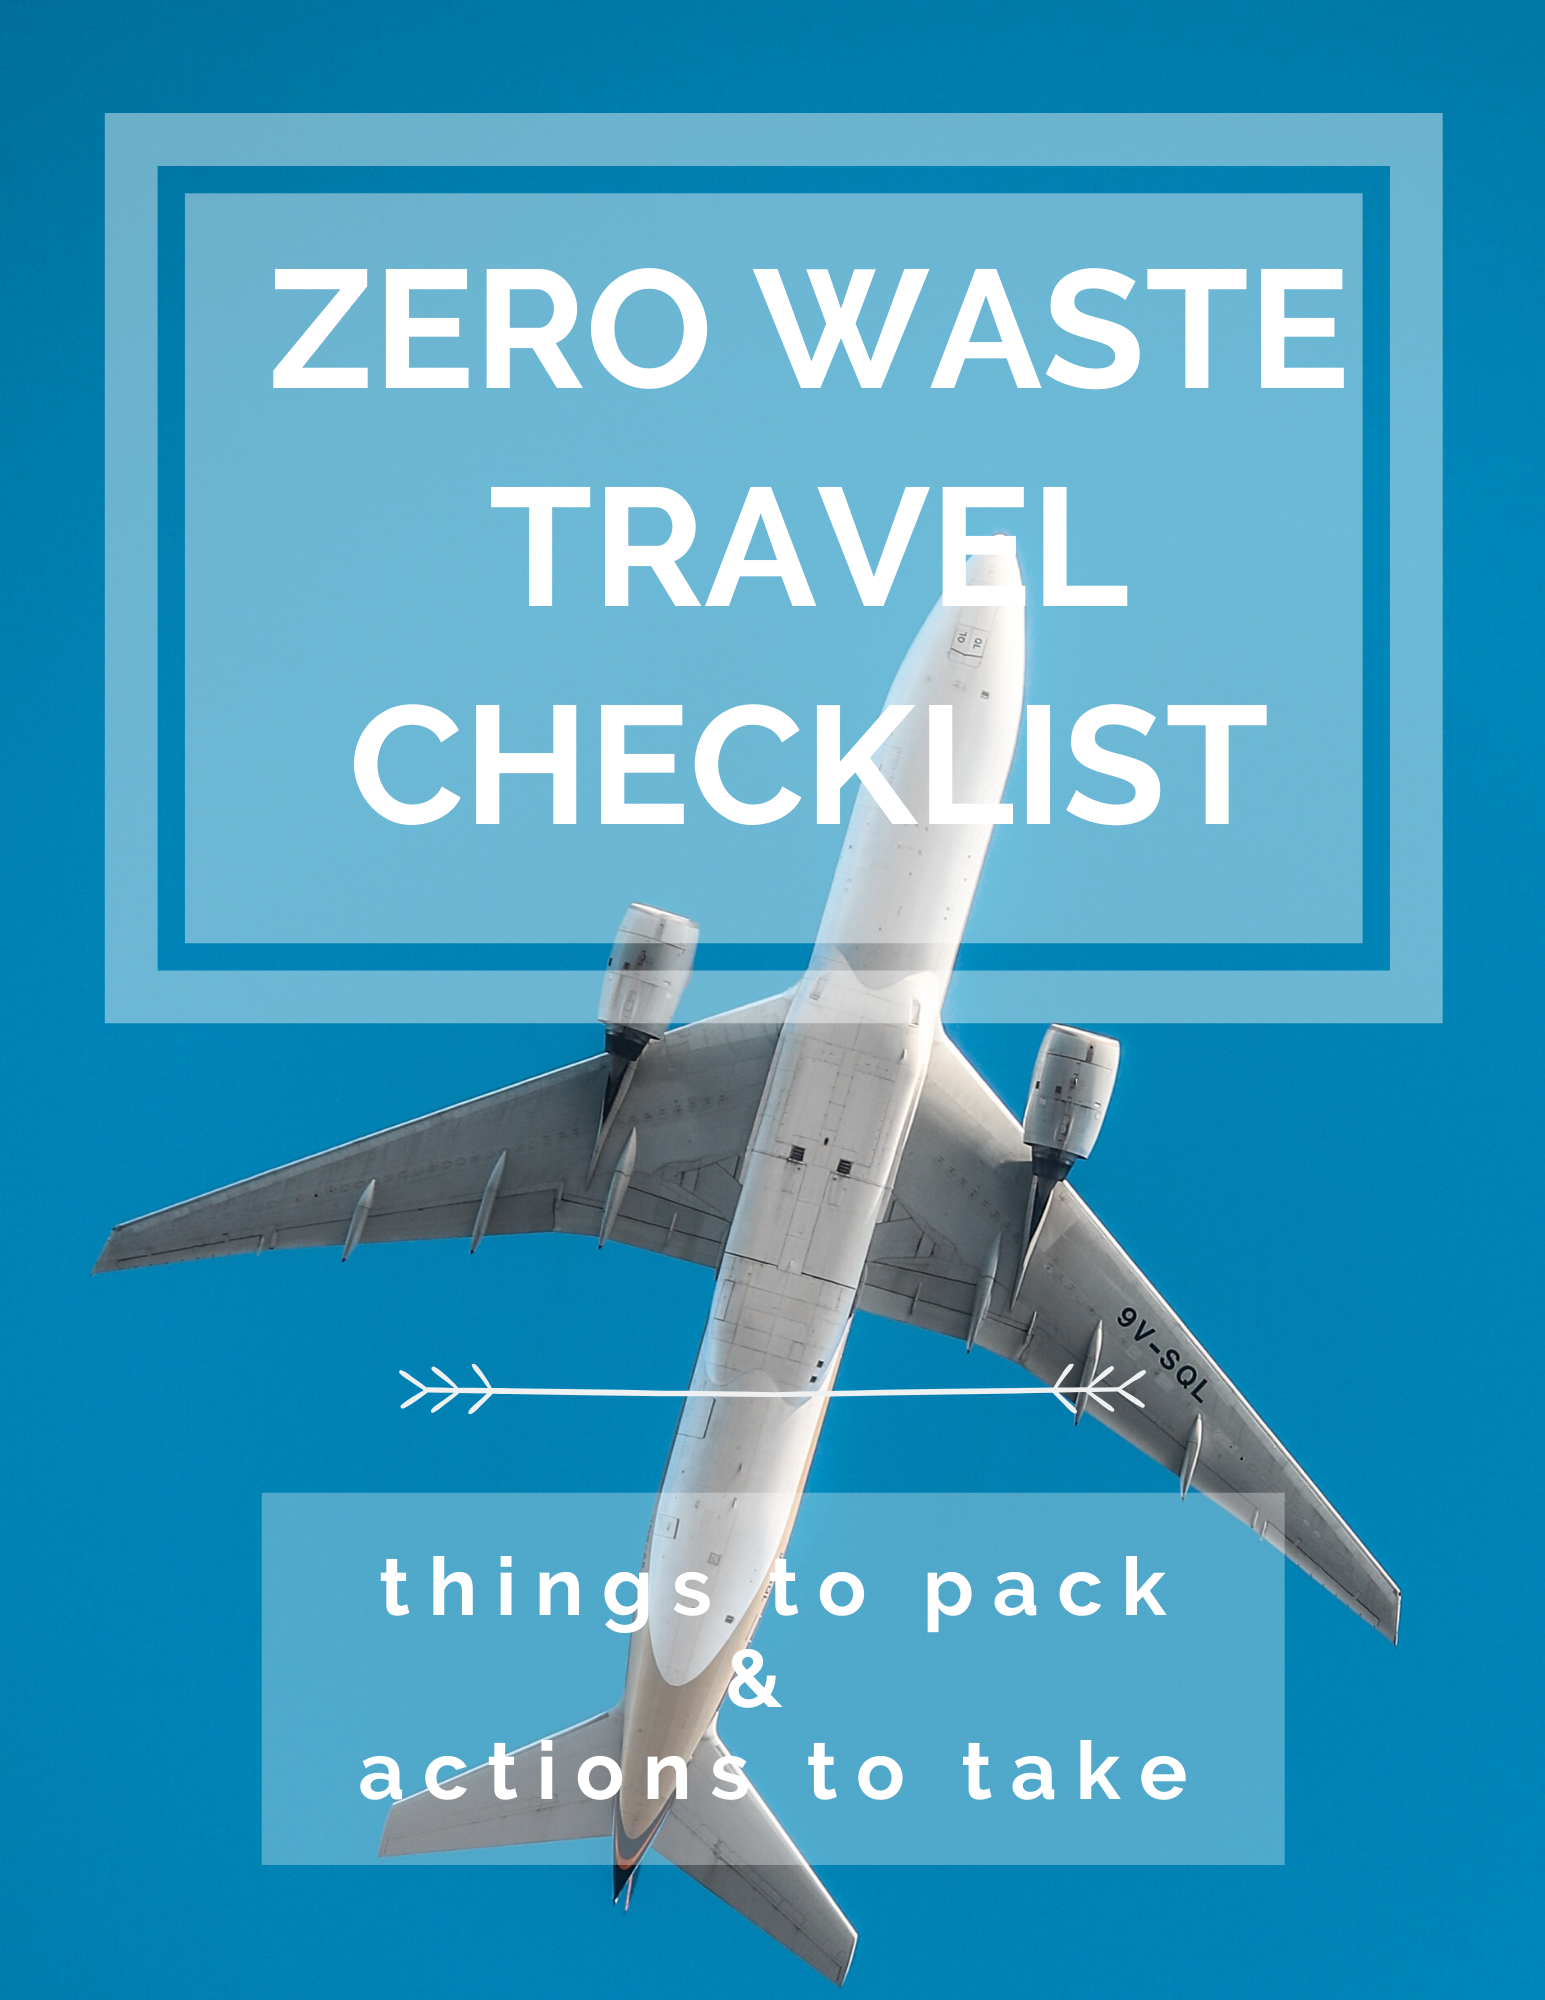 ZERO WASTE
TRAVEL
CHECKLIST
9V-SQL
things to pack
&
actions to take